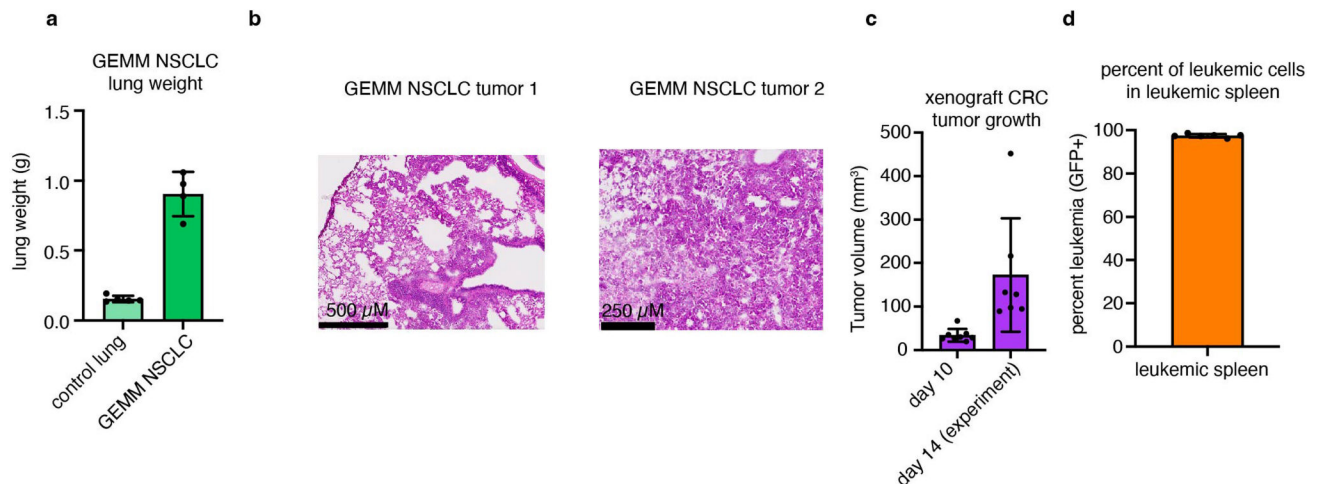 a
GEMM NSCLC
lung weight
lung weight (g)
1.5
1.0
0.5
0.0
control lung
GEMM NSCLC
b
GEMM NSCLC tumor 1
500 µM
GEMM NSCLC tumor 2
250 µM
c
xenograft CRC
tumor growth
Tumor volume (mm³)
500
400
300
200
100
0
day 10
day 14 (experiment)
d
percent of leukemic cells
in leukemic spleen
percent leukemia (GFP+)
100
80
60
40
20
0
leukemic spleen